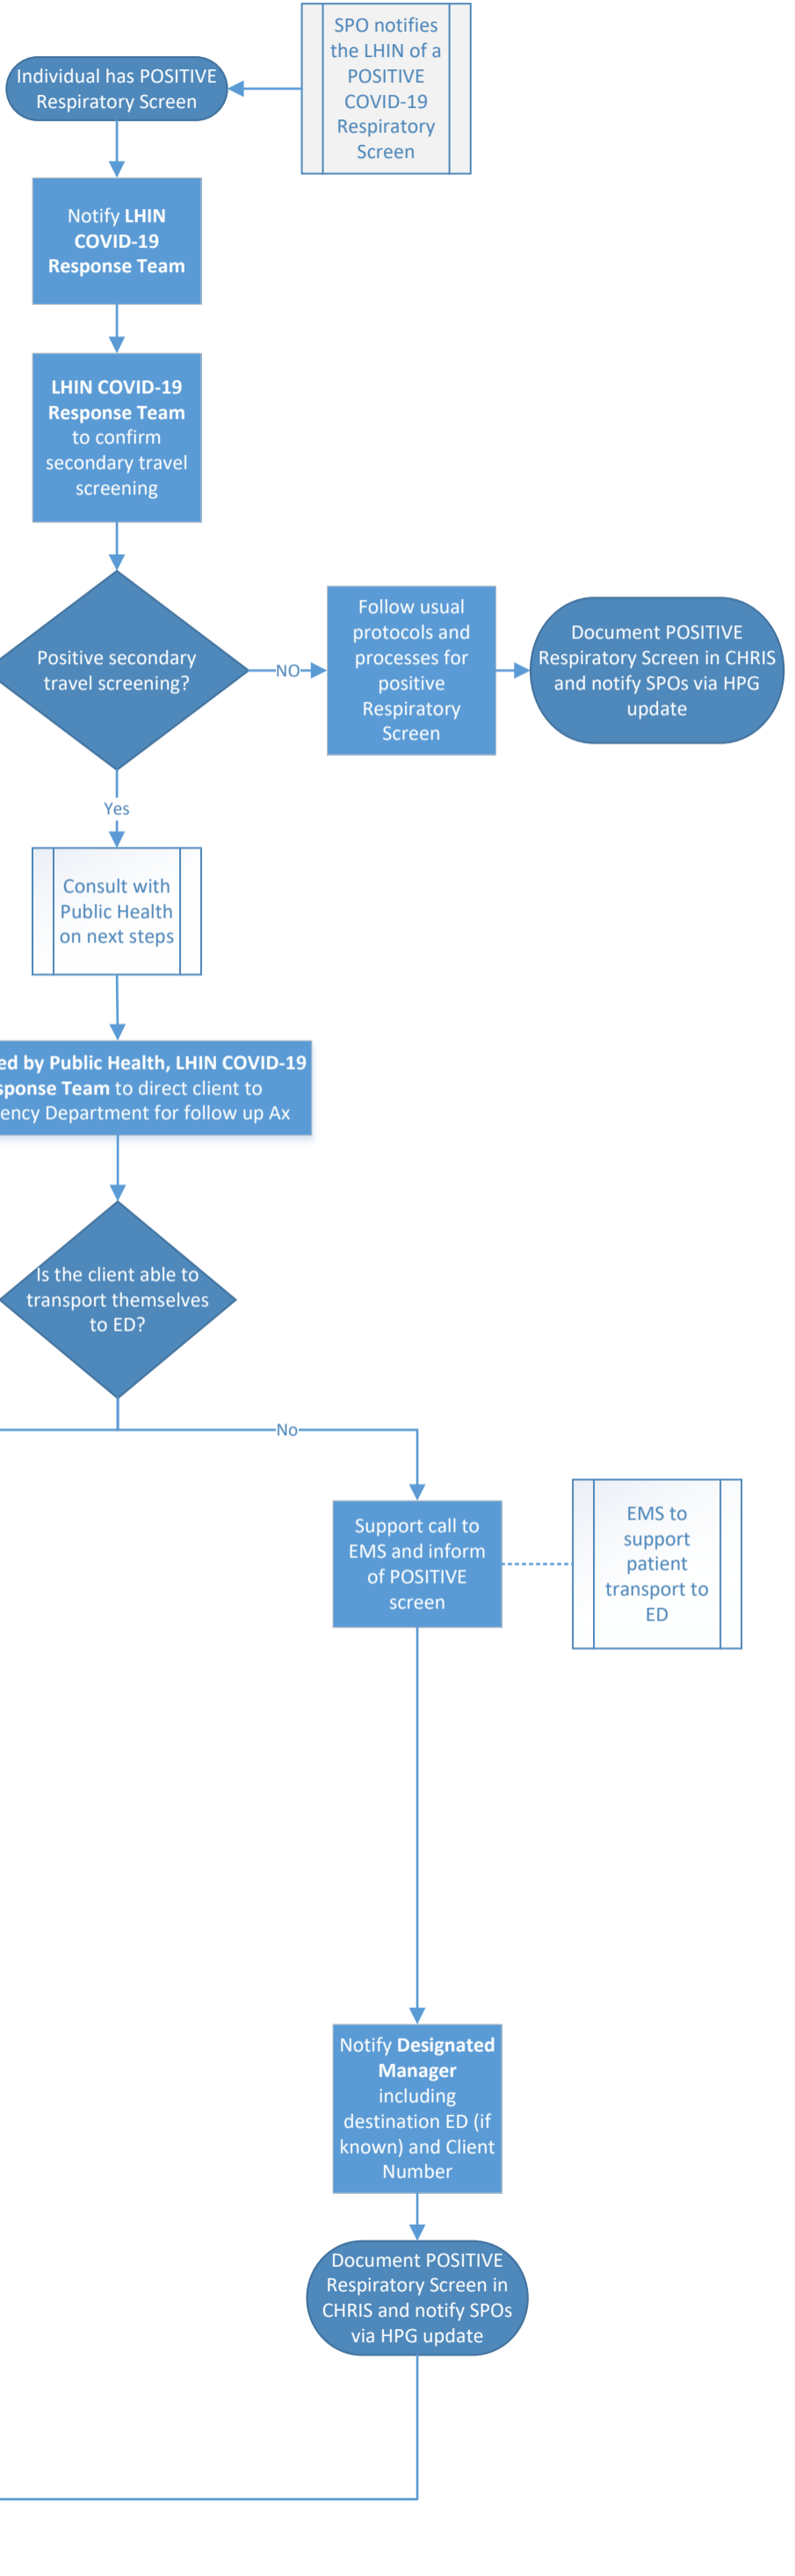 SPO notifies
the LHIN of a
POSITIVE
COVID-19
Respiratory
Screen
Individual has POSITIVE
Respiratory Screen
Notify LHIN
COVID-19
Response Team
LHIN COVID-19
Response Team
to confirm
secondary travel
screening
Positive secondary
travel screening?
NO
Follow usual
protocols and
processes for
positive
Respiratory
Screen
Document POSITIVE
Respiratory Screen in CHRIS
and notify SPOs via HPG
update
Yes
Consult with
Public Health
on next steps
ed by Public Health, LHIN COVID-19
sponse Team to direct client to
ency Department for follow up Ax
Is the client able to
transport themselves
to ED?
No
Support call to
EMS and inform
of POSITIVE
screen
EMS to
support
patient
transport to
ED
Notify Designated
Manager
including
destination ED (if
known) and Client
Number
Document POSITIVE
Respiratory Screen in
CHRIS and notify SPOs
via HPG update